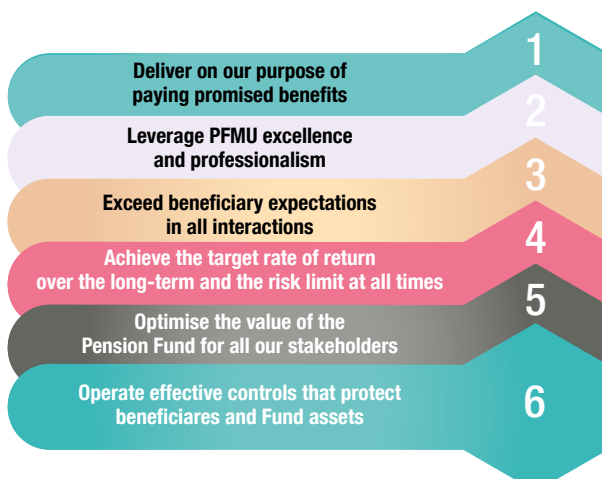 1
Deliver on our purpose of
paying promised benefits
2
Leverage PFMU excellence
and professionalism
3
Exceed beneficiary expectations
in all interactions
4
Achieve the target rate of return
over the long-term and the risk limit at all times
5
Optimise the value of the
Pension Fund for all our stakeholders
6
Operate effective controls that protect
beneficiares and Fund assets